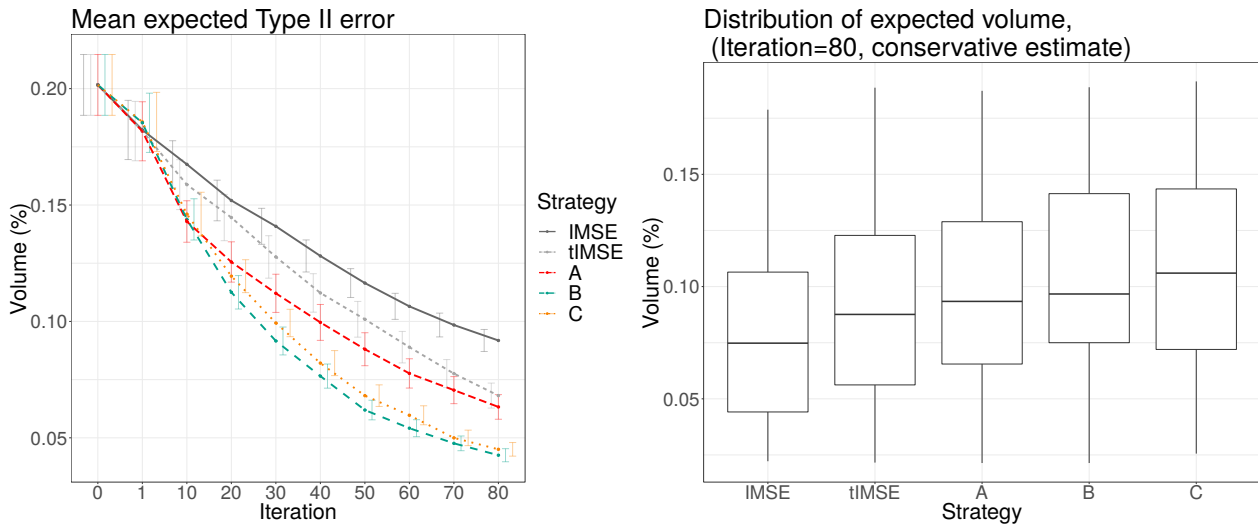 Mean expected Type II error
Volume (%)
0.20
0.15
0.10
0.05
0 1 10 20 30 40 50 60 70 80
Iteration
Strategy
IMSE
tIMSE
A
B
C
Distribution of expected volume,
(Iteration=80, conservative estimate)
Volume (%)
0.15
0.10
0.05
IMSE tIMSE A B C
Strategy